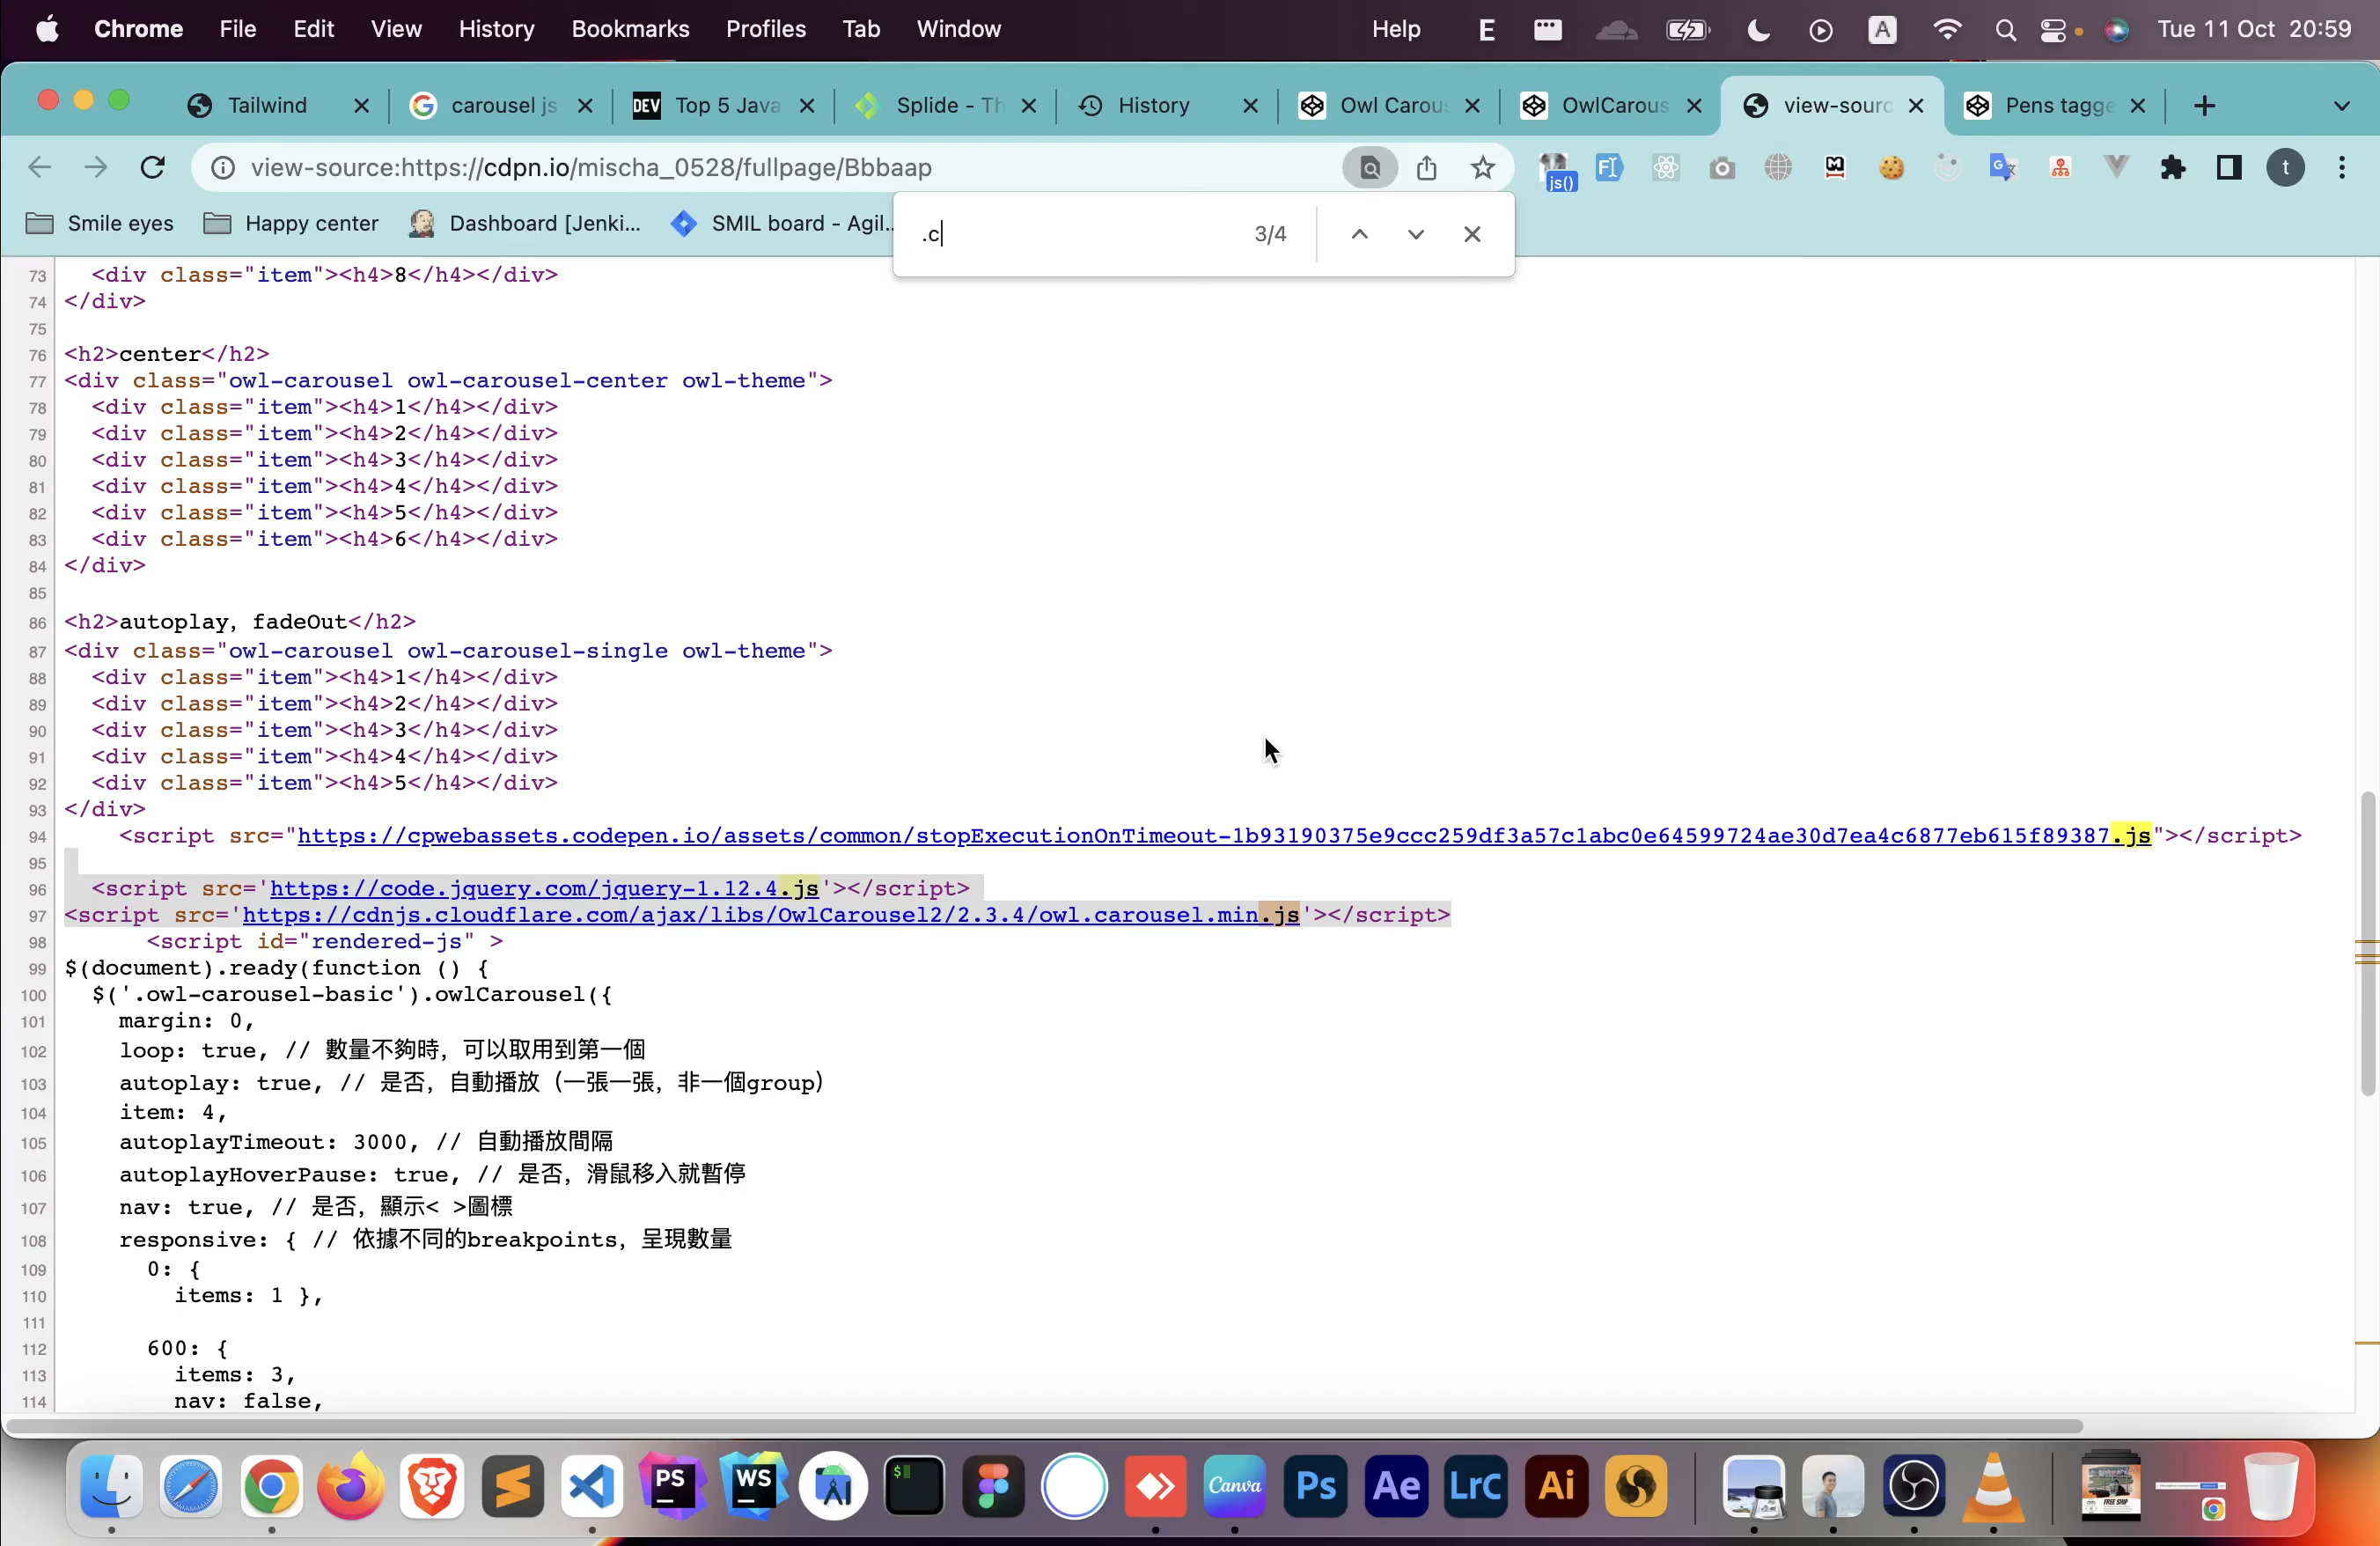 Chrome File Edit View History Bookmarks Profiles Tab Window Help E A Tue 11 Oct 20:59
Tailwind carousel js DEV Top 5 Java Splide - Th History Owl Carous OwlCarous view-sourc Pens tagge
view-source:https://cdpn.io/mischa_0528/fullpage/Bbbaap js() t
Smile eyes Happy center Dashboard [Jenki... SMIL board - Agil...
.c 3/4
73 <div class="item"><h4>8</h4></div>
74 </div>
75
76 <h2>center</h2>
77 <div class="owl-carousel owl-carousel-center owl-theme">
78 <div class="item"><h4>1</h4></div>
79 <div class="item"><h4>2</h4></div>
80 <div class="item"><h4>3</h4></div>
81 <div class="item"><h4>4</h4></div>
82 <div class="item"><h4>5</h4></div>
83 <div class="item"><h4>6</h4></div>
84 </div>
85
86 <h2>autoplay, fadeOut</h2>
87 <div class="owl-carousel owl-carousel-single owl-theme">
88 <div class="item"><h4>1</h4></div>
89 <div class="item"><h4>2</h4></div>
90 <div class="item"><h4>3</h4></div>
91 <div class="item"><h4>4</h4></div>
92 <div class="item"><h4>5</h4></div>
93 </div>
94 <script src="https://cpwebassets.codepen.io/assets/common/stopExecutionOnTimeout-1b93190375e9ccc259df3a57c1abc0e64599724ae30d7ea4c6877eb615f89387.js"></script>
95
96 <script src='https://code.jquery.com/jquery-1.12.4.js'></script>
97 <script src='https://cdnjs.cloudflare.com/ajax/libs/OwlCarousel2/2.3.4/owl.carousel.min.js'></script>
98 <script id="rendered-js" >
99 $(document).ready(function () {
100 $('.owl-carousel-basic').owlCarousel({
101 margin: 0,
102 loop: true, // 數量不夠時，可以取用到第一個
103 autoplay: true, // 是否，自動播放（一張一張，非一個group）
104 item: 4,
105 autoplayTimeout: 3000, // 自動播放間隔
106 autoplayHoverPause: true, // 是否，滑鼠移入就暫停
107 nav: true, // 是否，顯示< >圖標
108 responsive: { // 依據不同的breakpoints，呈現數量
109 0: {
110 items: 1 },
111
112 600: {
113 items: 3,
114 nav: false,
PS WS Canva Ps Ae LrC Ai FREE SHIP